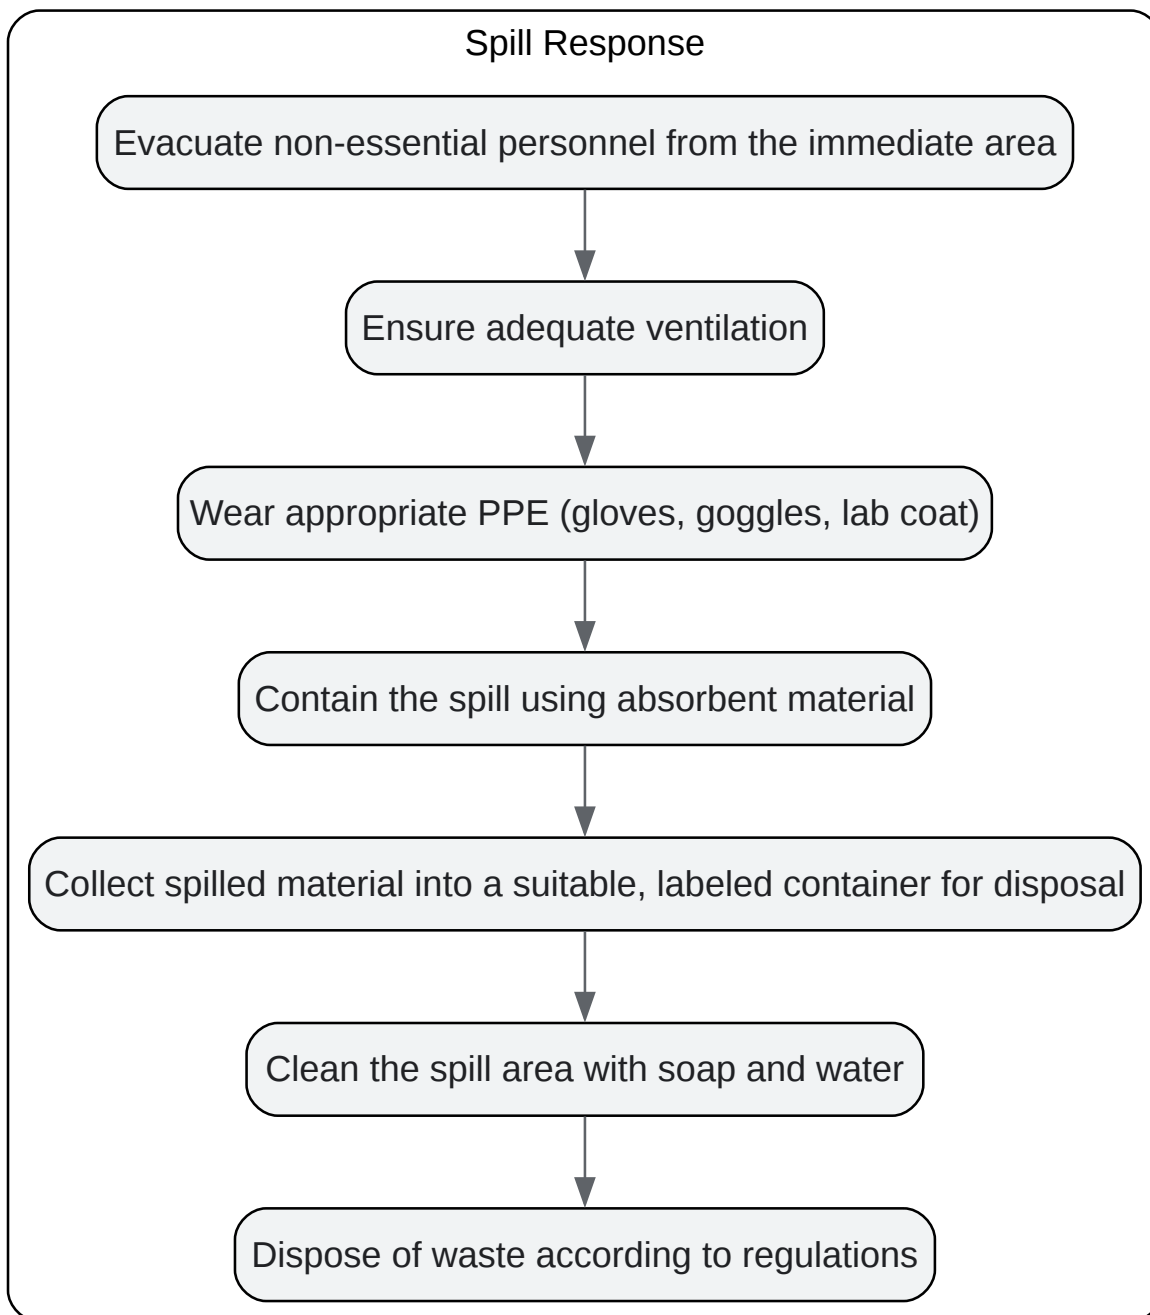 Spill Response
Evacuate non-essential personnel from the immediate area
Ensure adequate ventilation
Wear appropriate PPE (gloves, goggles, lab coat)
Contain the spill using absorbent material
Collect spilled material into a suitable, labeled container for disposal
Clean the spill area with soap and water
Dispose of waste according to regulations